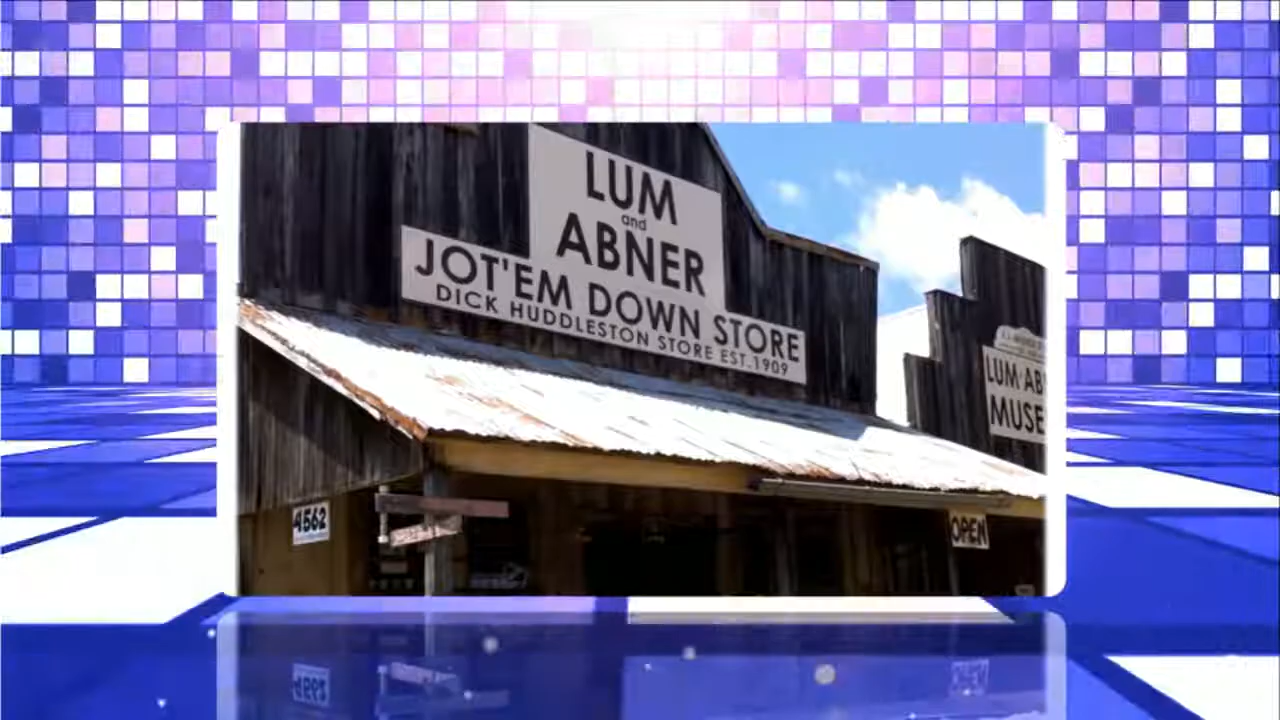 LUM
and
ABNER
JOT'EM DOWN STORE
DICK HUDDLESTON STORE EST.1909
LUM AB
MUSE
4562
OPEN